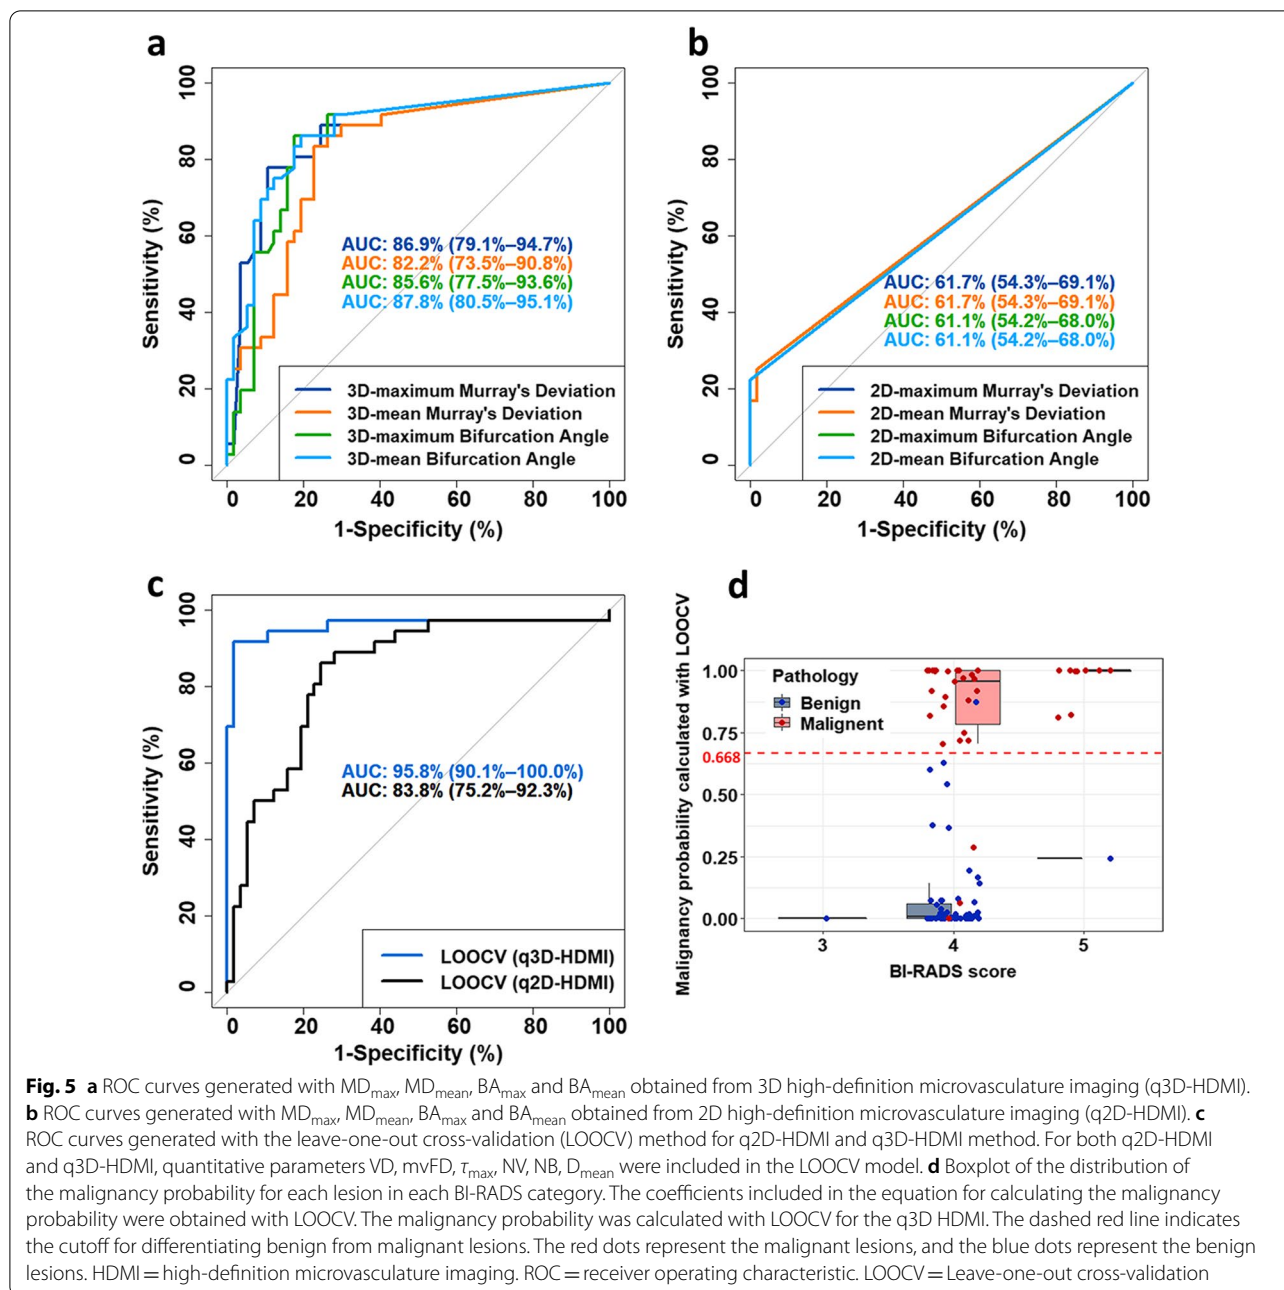 a
100
80
60
40
20
0
Sensitivity (%)
AUC: 86.9% (79.1%–94.7%)
AUC: 82.2% (73.5%–90.8%)
AUC: 85.6% (77.5%–93.6%)
AUC: 87.8% (80.5%–95.1%)
3D-maximum Murray's Deviation
3D-mean Murray's Deviation
3D-maximum Bifurcation Angle
3D-mean Bifurcation Angle
0 20 40 60 80 100
1-Specificity (%)
b
100
80
60
40
20
0
Sensitivity (%)
AUC: 61.7% (54.3%–69.1%)
AUC: 61.7% (54.3%–69.1%)
AUC: 61.1% (54.2%–68.0%)
AUC: 61.1% (54.2%–68.0%)
2D-maximum Murray's Deviation
2D-mean Murray's Deviation
2D-maximum Bifurcation Angle
2D-mean Bifurcation Angle
0 20 40 60 80 100
1-Specificity (%)
c
100
80
60
40
20
0
Sensitivity (%)
AUC: 95.8% (90.1%–100.0%)
AUC: 83.8% (75.2%–92.3%)
LOOCV (q3D-HDMI)
LOOCV (q2D-HDMI)
0 20 40 60 80 100
1-Specificity (%)
d
Malignancy probability calculated with LOOCV
1.00
0.75
0.668
0.50
0.25
0.00
Pathology
Benign
Malignent
3 4 5
BI-RADS score
Fig. 5 a ROC curves generated with MDmax, MDmean, BAmax and BAmean obtained from 3D high-definition microvasculature imaging (q3D-HDMI).
b ROC curves generated with MDmax, MDmean, BAmax and BAmean obtained from 2D high-definition microvasculature imaging (q2D-HDMI). c
ROC curves generated with the leave-one-out cross-validation (LOOCV) method for q2D-HDMI and q3D-HDMI method. For both q2D-HDMI
and q3D-HDMI, quantitative parameters VD, mvFD, τmax, NV, NB, Dmean were included in the LOOCV model. d Boxplot of the distribution of
the malignancy probability for each lesion in each BI-RADS category. The coefficients included in the equation for calculating the malignancy
probability were obtained with LOOCV. The malignancy probability was calculated with LOOCV for the q3D HDMI. The dashed red line indicates
the cutoff for differentiating benign from malignant lesions. The red dots represent the malignant lesions, and the blue dots represent the benign
lesions. HDMI = high-definition microvasculature imaging. ROC = receiver operating characteristic. LOOCV = Leave-one-out cross-validation